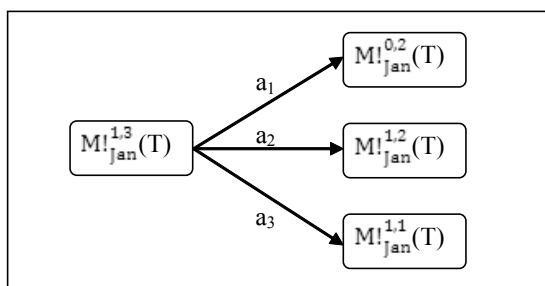 M!^{0,2}_{Jan}(T)
a₁
M!^{1,3}_{Jan}(T)
a₂
M!^{1,2}_{Jan}(T)
a₃
M!^{1,1}_{Jan}(T)